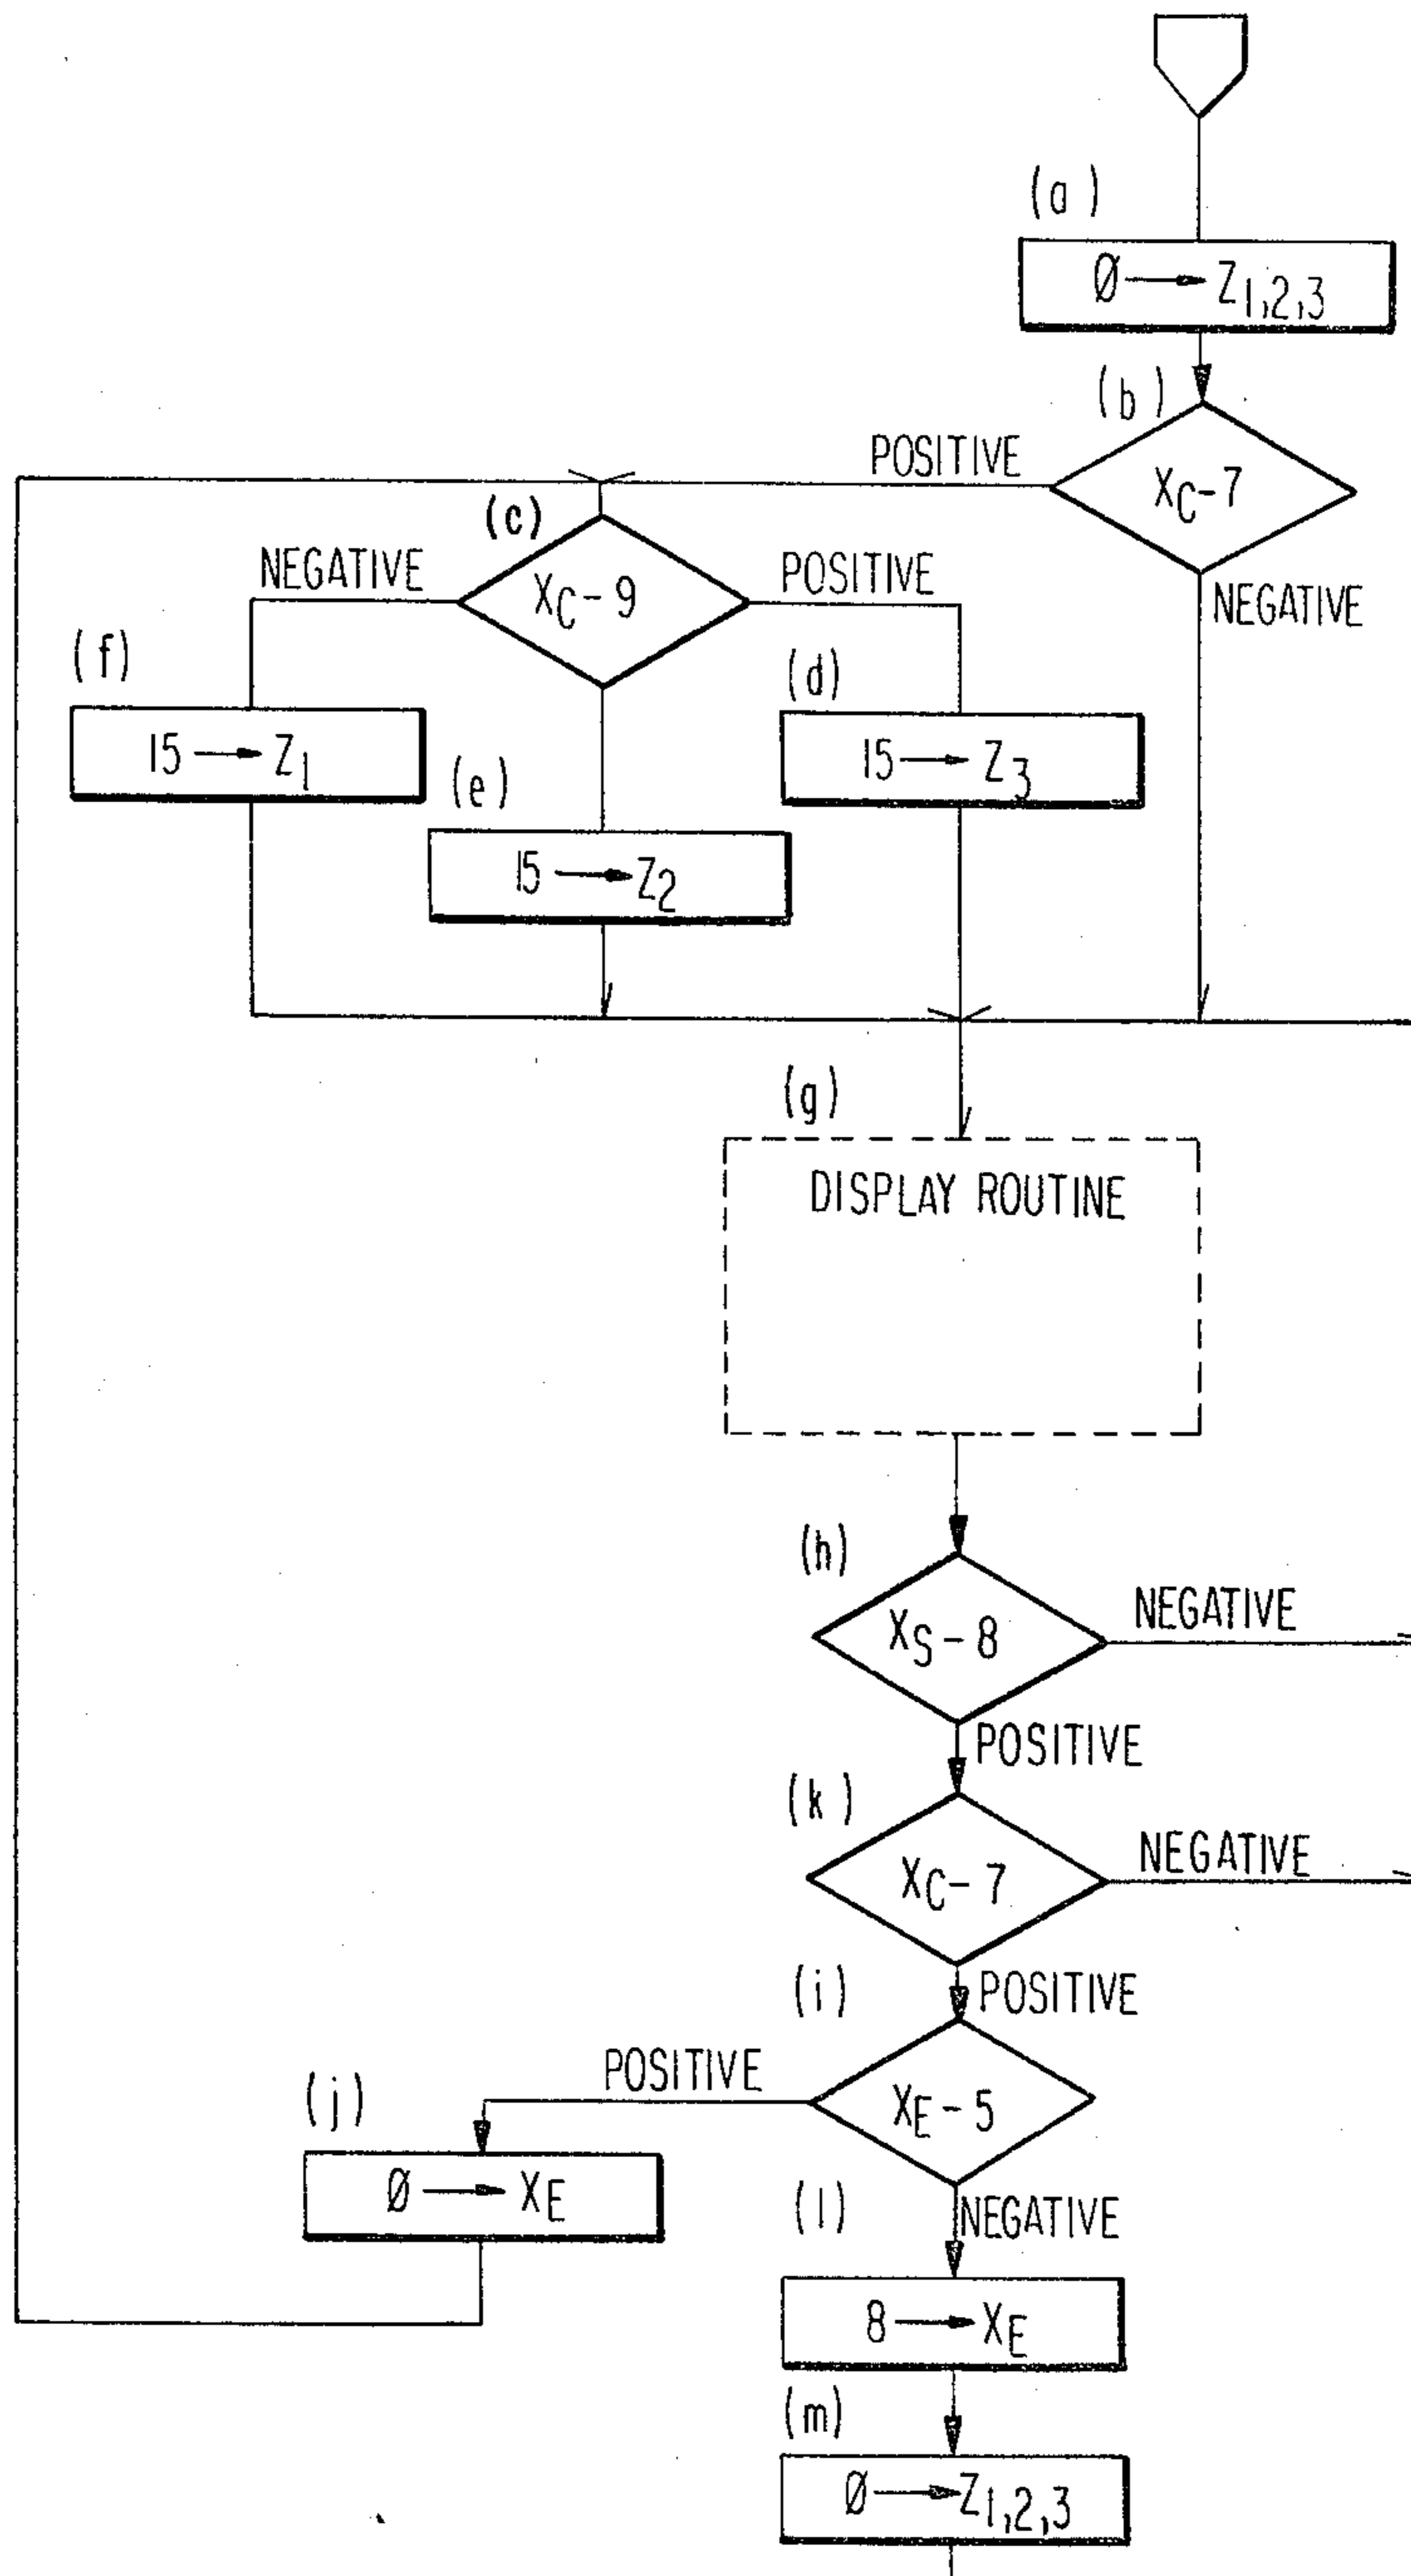 (a)
Ø → Z1,2,3
(b)
POSITIVE
XC-7
NEGATIVE
(c)
NEGATIVE
POSITIVE
XC-9
(f)
(d)
15 → Z1
15 → Z3
(e)
15 → Z2
(g)
DISPLAY ROUTINE
(h)
XS-8
NEGATIVE
POSITIVE
(k)
XC-7
NEGATIVE
(i)
POSITIVE
POSITIVE
XE-5
(j)
Ø → XE
(l)
NEGATIVE
8 → XE
(m)
Ø → Z1,2,3